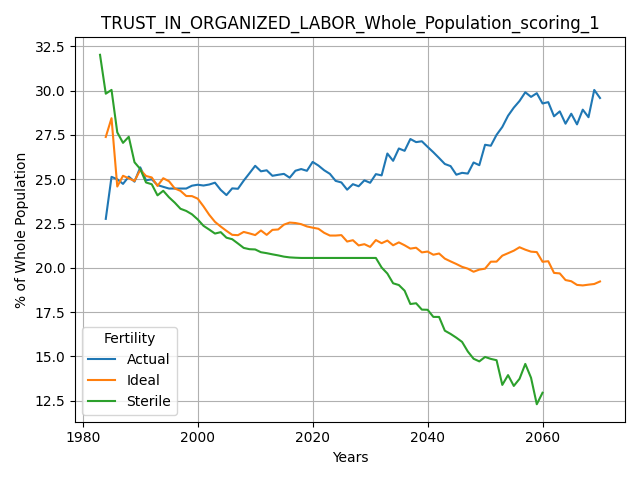 TRUST_IN_ORGANIZED_LABOR_Whole_Population_scoring_1
% of Whole Population
32.5
30.0
27.5
25.0
22.5
20.0
17.5
15.0
12.5
Fertility
Actual
Ideal
Sterile
1980
2000
2020
2040
2060
Years